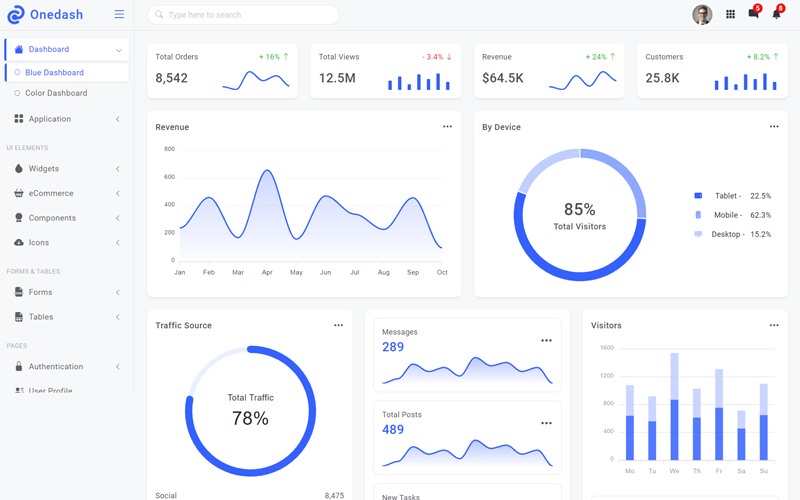 Onedash
Type here to search
5
8
Dashboard
Blue Dashboard
Color Dashboard
Application
UI ELEMENTS
Widgets
eCommerce
Components
Icons
FORMS & TABLES
Forms
Tables
PAGES
Authentication
User Profile
Total Orders
+ 16% ↑
8,542
Total Views
- 3.4% ↓
12.5M
Revenue
+ 24% ↑
$64.5K
Customers
+ 8.2% ↑
25.8K
Revenue
800
600
400
200
0
Jan Feb Mar Apr May Jun Jul Aug Sep Oct
By Device
85%
Total Visitors
Tablet - 22.5%
Mobile - 62.3%
Desktop - 15.2%
Traffic Source
Total Traffic
78%
Social 8,475
Messages
289
Total Posts
489
New Tasks
Visitors
1600
1200
800
400
0
Mo Tu We Th Fr Sa Su